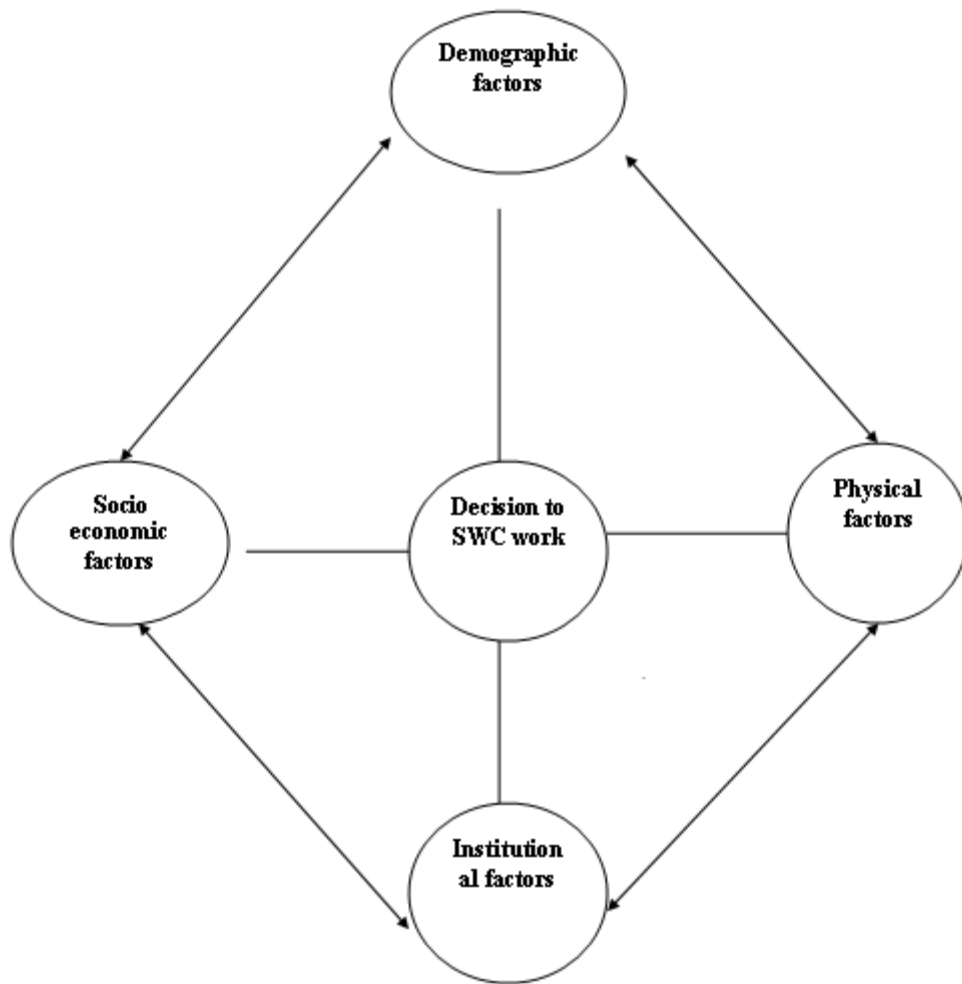 Demographic
factors
Socio
economic
factors
Decision to
SWC work
Physical
factors
Institution
al factors